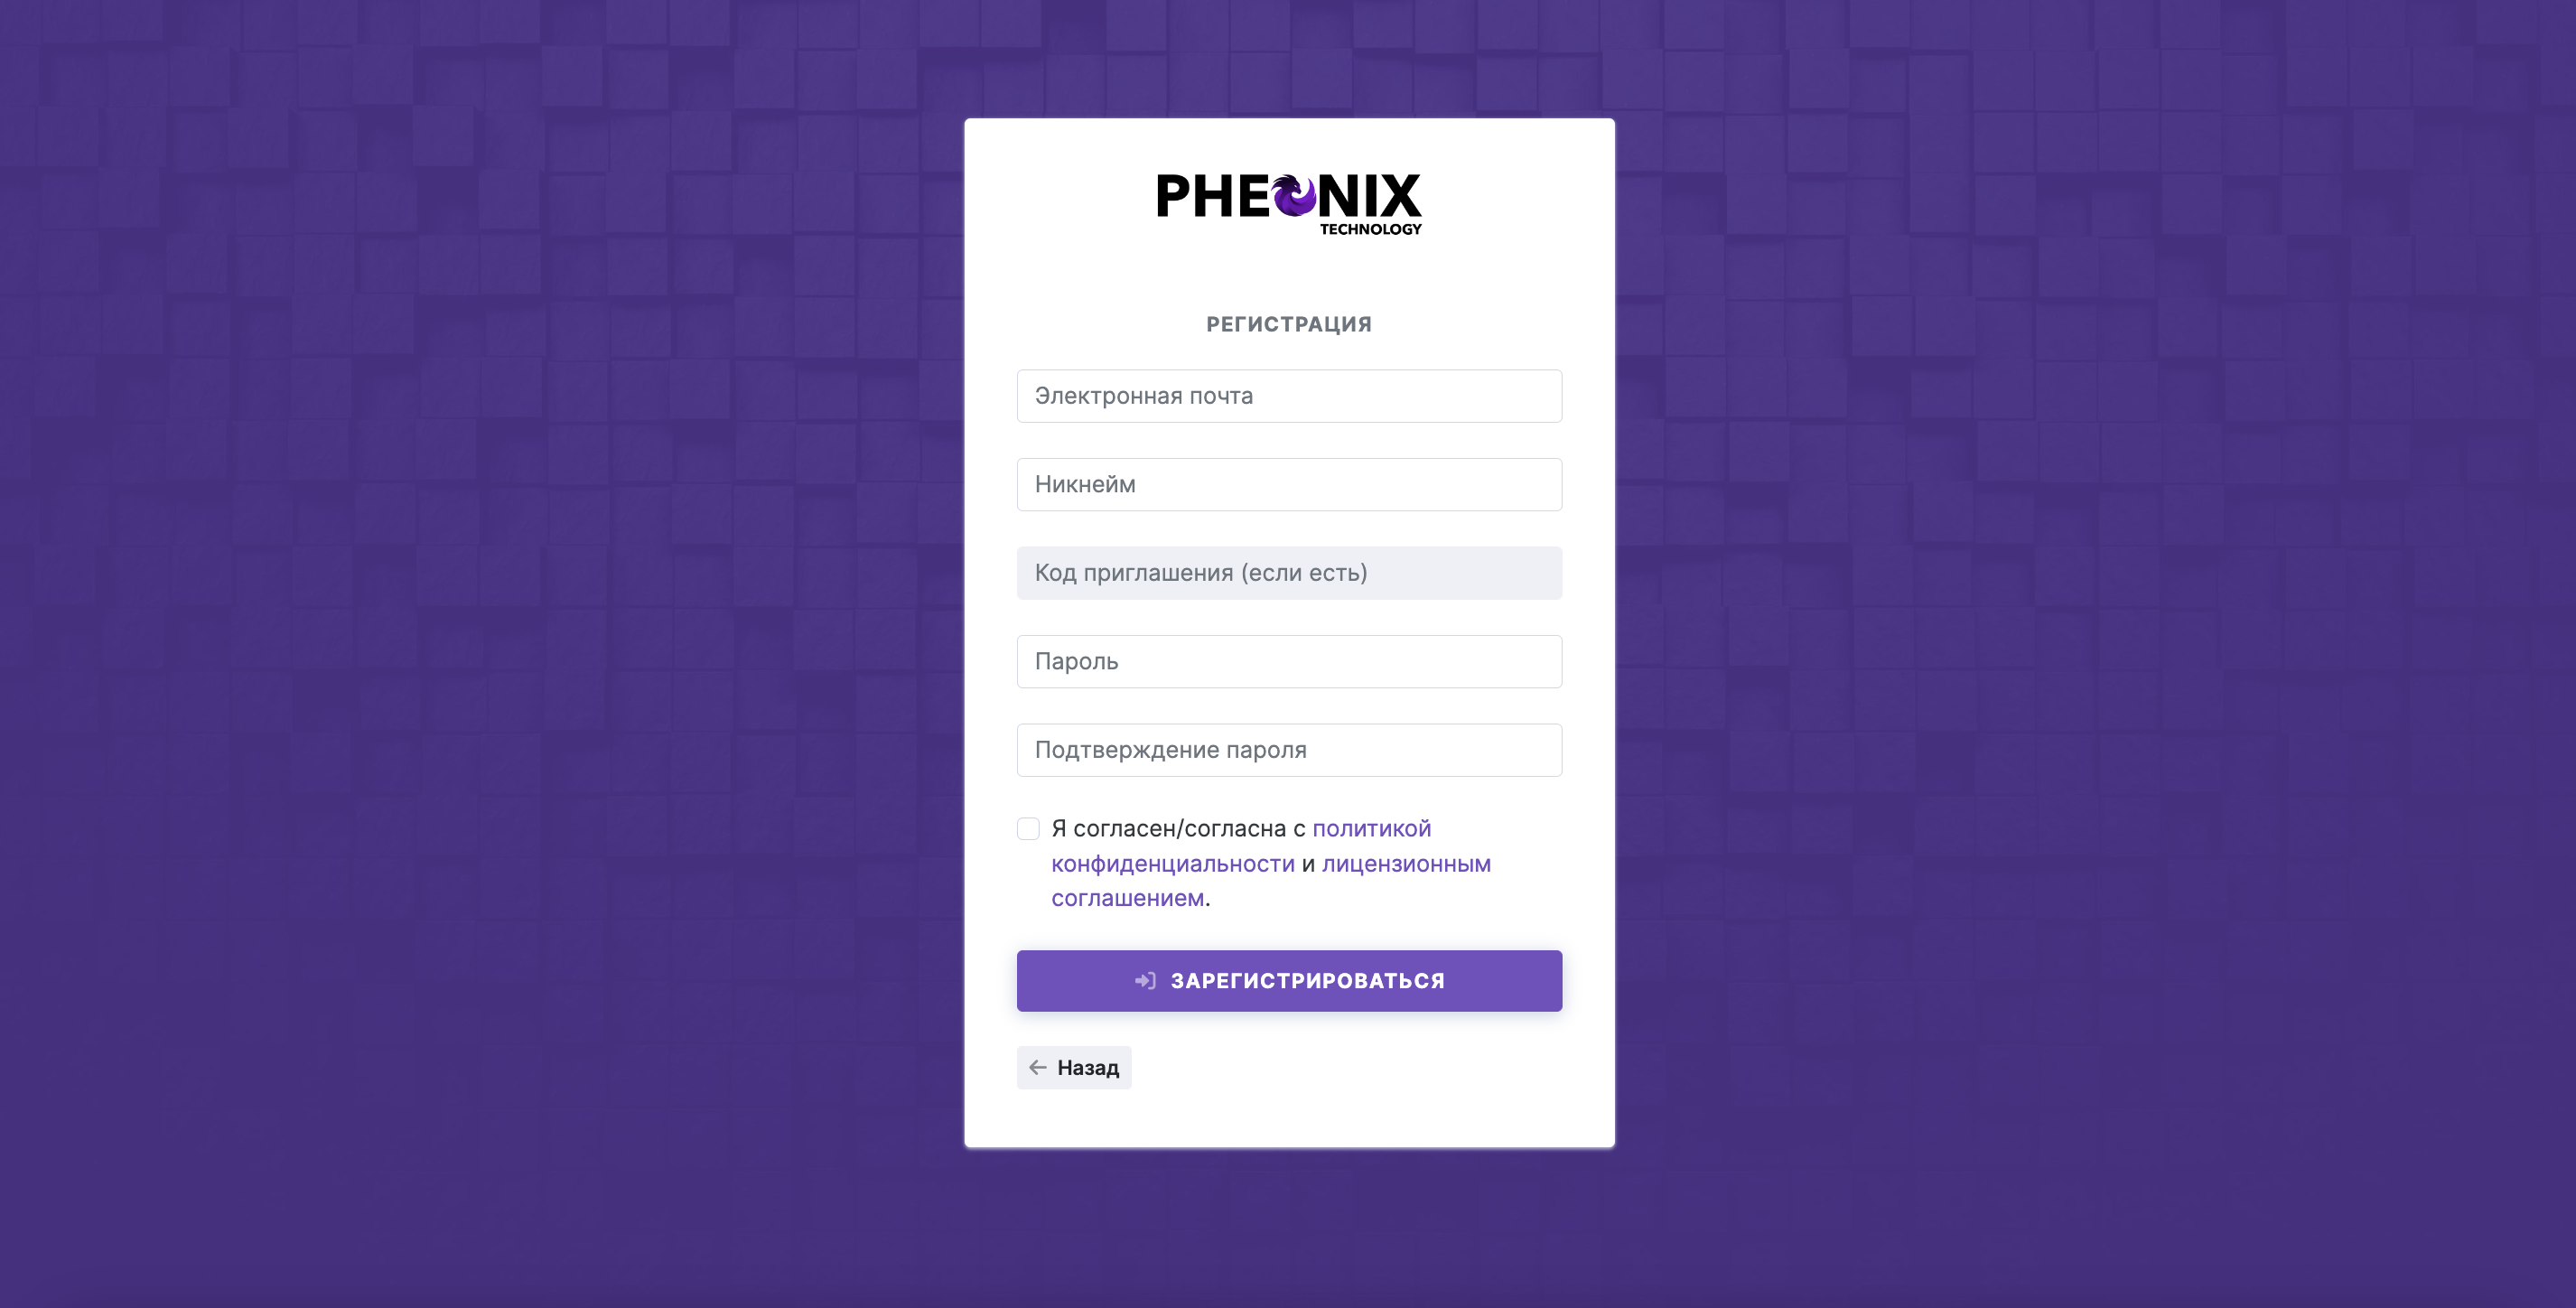 PHEONIX
TECHNOLOGY
РЕГИСТРАЦИЯ
Электронная почта
Никнейм
Код приглашения (если есть)
Пароль
Подтверждение пароля
Я согласен/согласна с политикой
конфиденциальности и лицензионным
соглашением.
ЗАРЕГИСТРИРОВАТЬСЯ
Назад